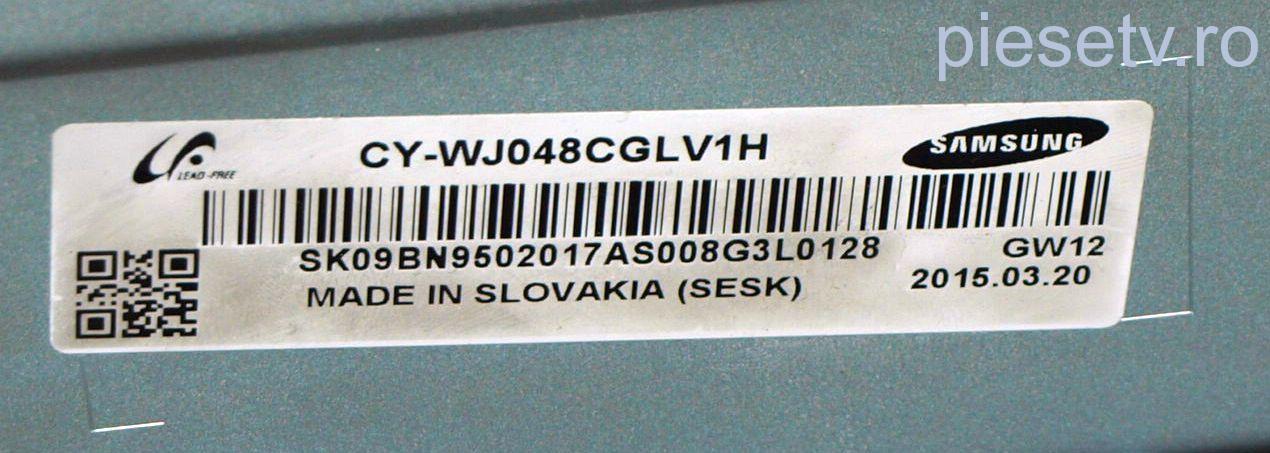 piesetv.ro
LEAD-FREE
CY-WJ048CGLV1H
SAMSUNG
SK09BN9502017AS008G3L0128
GW12
MADE IN SLOVAKIA (SESK)
2015.03.20